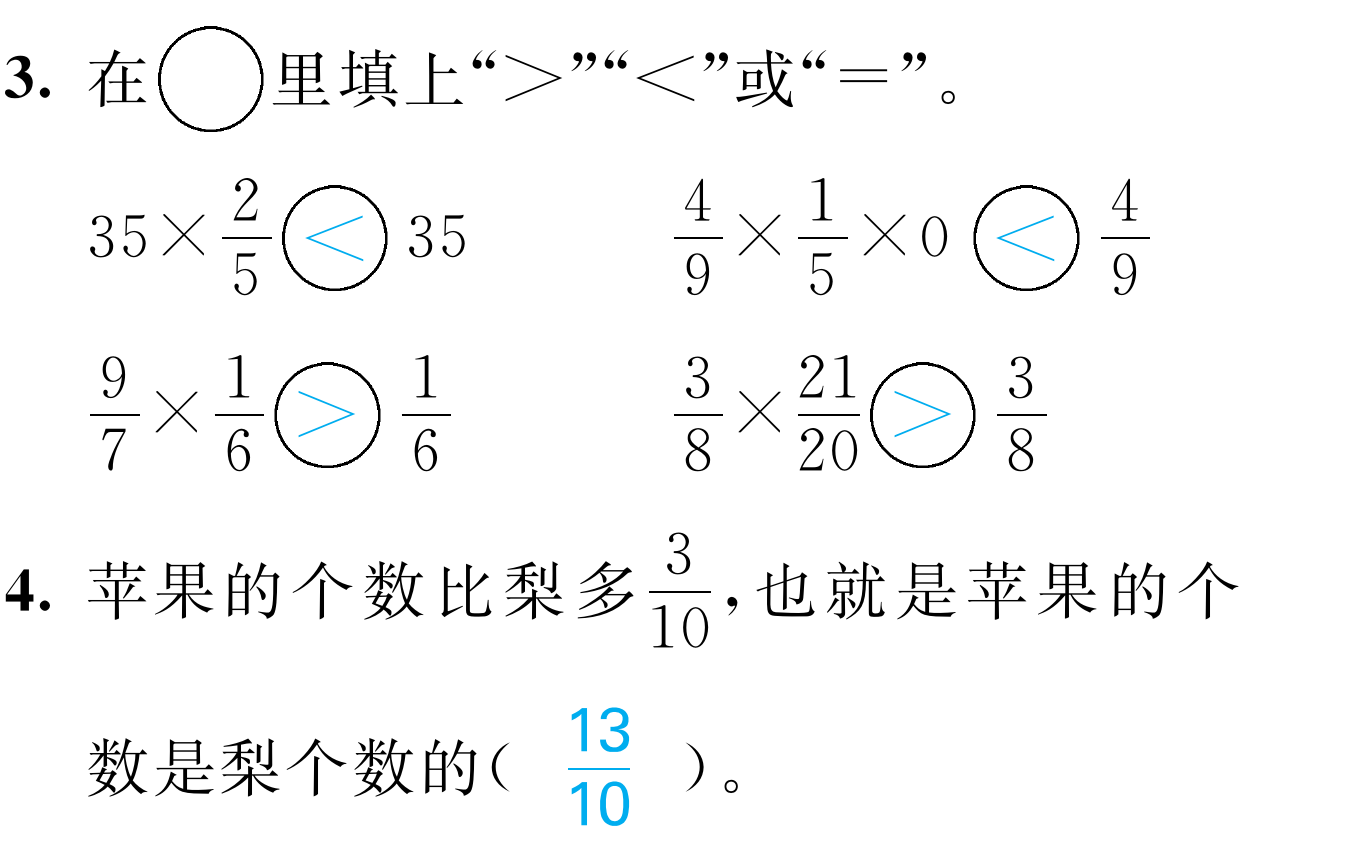 3. 在○里填上“>”“<”或“=”。
35×2/5 < 35 4/9×1/5×0 < 4/9
9/7×1/6 > 1/6 3/8×21/20 > 3/8
4. 苹果的个数比梨多3/10,也就是苹果的个
数是梨个数的( 13/10 )。